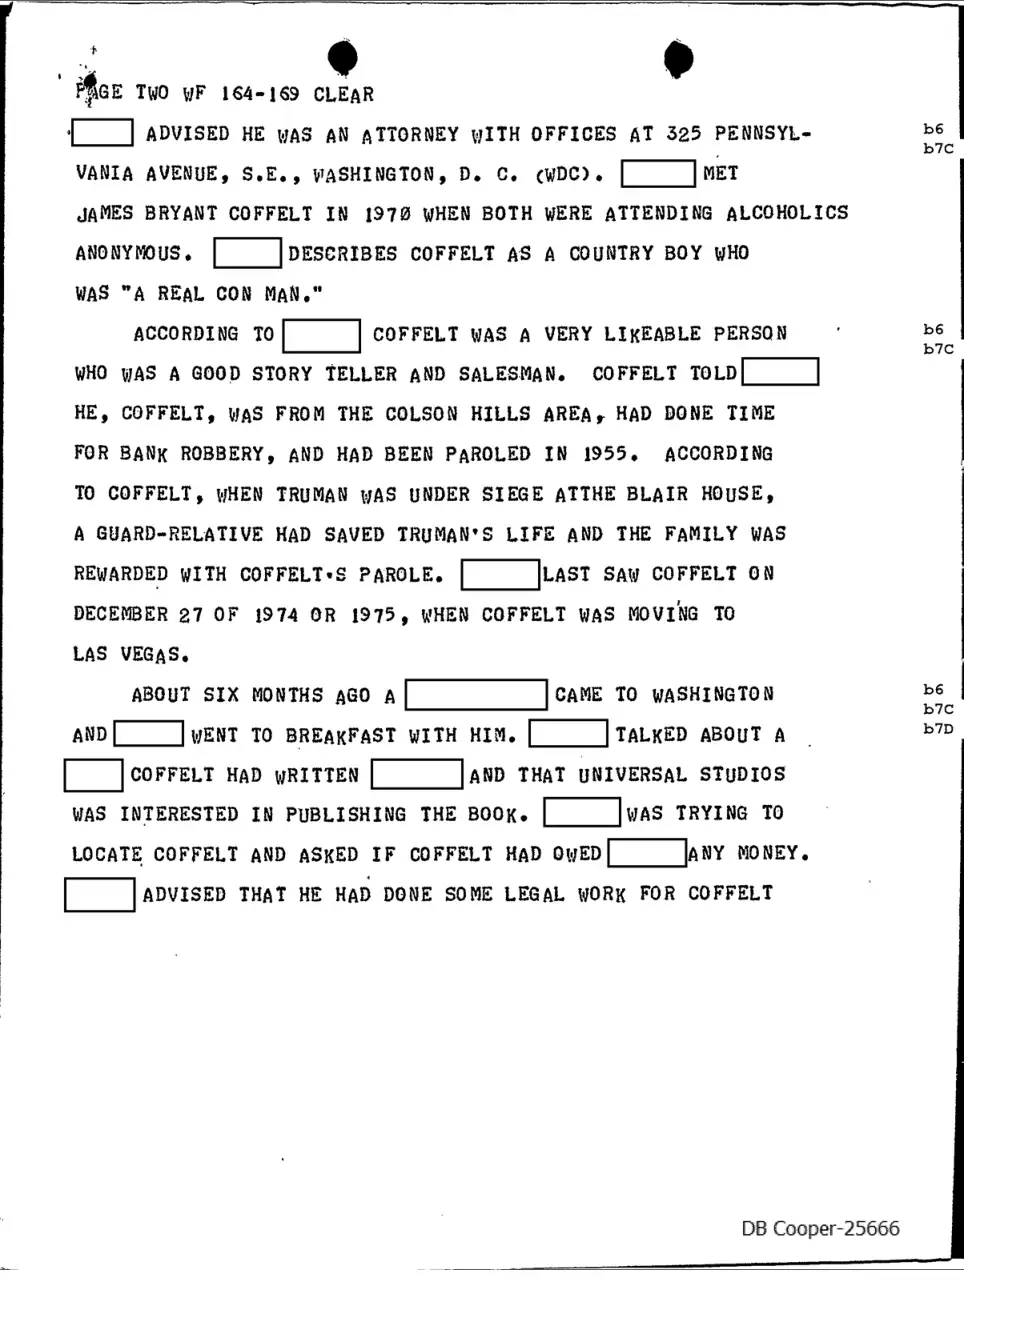 PAGE TWO WF 164-169 CLEAR
ADVISED HE WAS AN ATTORNEY WITH OFFICES AT 325 PENNSYL- b6
b7C
VANIA AVENUE, S.E., WASHINGTON, D. C. (WDC). MET
JAMES BRYANT COFFELT IN 1970 WHEN BOTH WERE ATTENDING ALCOHOLICS
ANONYMOUS. DESCRIBES COFFELT AS A COUNTRY BOY WHO
WAS "A REAL CON MAN."
ACCORDING TO COFFELT WAS A VERY LIKEABLE PERSON b6
b7C
WHO WAS A GOOD STORY TELLER AND SALESMAN. COFFELT TOLD
HE, COFFELT, WAS FROM THE COLSON HILLS AREA, HAD DONE TIME
FOR BANK ROBBERY, AND HAD BEEN PAROLED IN 1955. ACCORDING
TO COFFELT, WHEN TRUMAN WAS UNDER SIEGE ATTHE BLAIR HOUSE,
A GUARD-RELATIVE HAD SAVED TRUMAN'S LIFE AND THE FAMILY WAS
REWARDED WITH COFFELT'S PAROLE. LAST SAW COFFELT ON
DECEMBER 27 OF 1974 OR 1975, WHEN COFFELT WAS MOVING TO
LAS VEGAS.
ABOUT SIX MONTHS AGO A CAME TO WASHINGTON b6
b7C
AND WENT TO BREAKFAST WITH HIM. TALKED ABOUT A b7D
COFFELT HAD WRITTEN AND THAT UNIVERSAL STUDIOS
WAS INTERESTED IN PUBLISHING THE BOOK. WAS TRYING TO
LOCATE COFFELT AND ASKED IF COFFELT HAD OWED ANY MONEY.
ADVISED THAT HE HAD DONE SOME LEGAL WORK FOR COFFELT
DB Cooper-25666